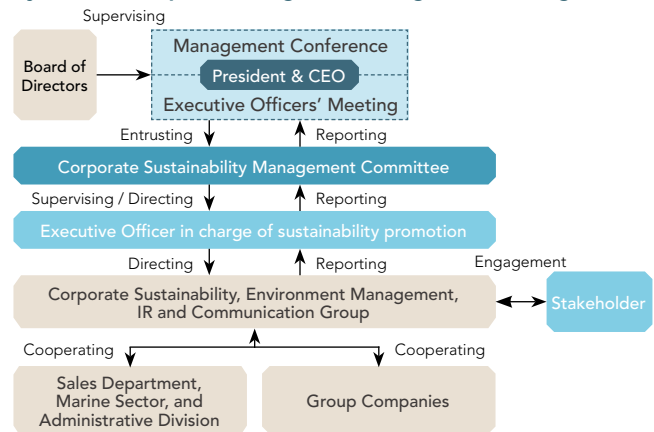 Supervising
Board of
Directors
Management Conference
President & CEO
Executive Officers’ Meeting
Entrusting
Reporting
Corporate Sustainability Management Committee
Supervising / Directing
Reporting
Executive Officer in charge of sustainability promotion
Directing
Reporting
Engagement
Corporate Sustainability, Environment Management,
IR and Communication Group
Stakeholder
Cooperating
Cooperating
Sales Department,
Marine Sector, and
Administrative Division
Group Companies